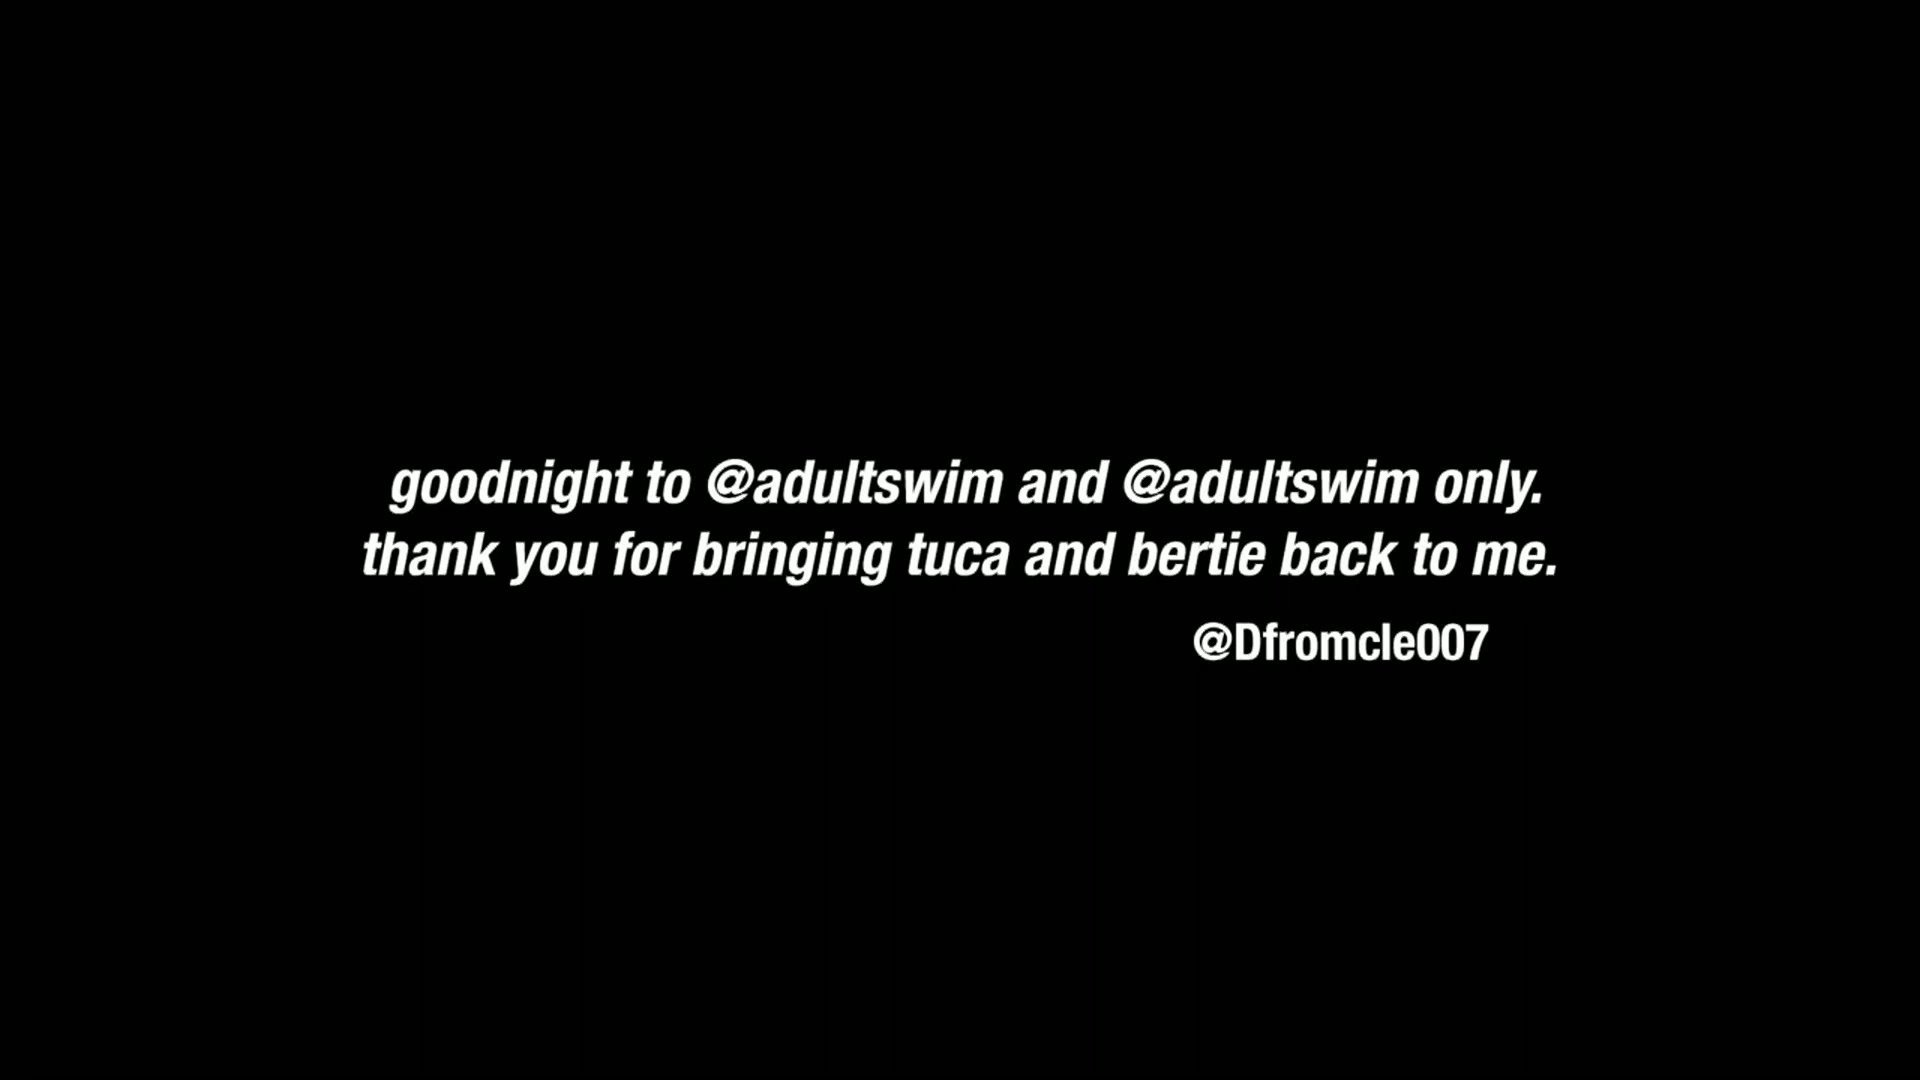 goodnight to @adultswim and @adultswim only.
thank you for bringing tuca and bertie back to me.
@Dfromcle007